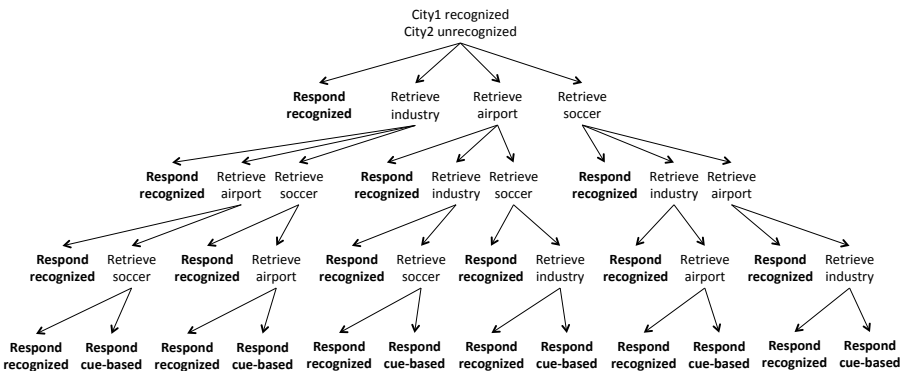 City1 recognized
City2 unrecognized
Respond recognized
Retrieve industry
Retrieve airport
Retrieve soccer
Respond recognized
Retrieve airport
Retrieve soccer
Respond recognized
Retrieve industry
Retrieve soccer
Respond recognized
Retrieve industry
Retrieve airport
Respond recognized
Retrieve soccer
Respond recognized
Retrieve airport
Respond recognized
Retrieve soccer
Respond recognized
Retrieve industry
Respond recognized
Retrieve airport
Respond recognized
Retrieve industry
Respond recognized
Respond cue-based
Respond recognized
Respond cue-based
Respond recognized
Respond cue-based
Respond recognized
Respond cue-based
Respond recognized
Respond cue-based
Respond recognized
Respond cue-based